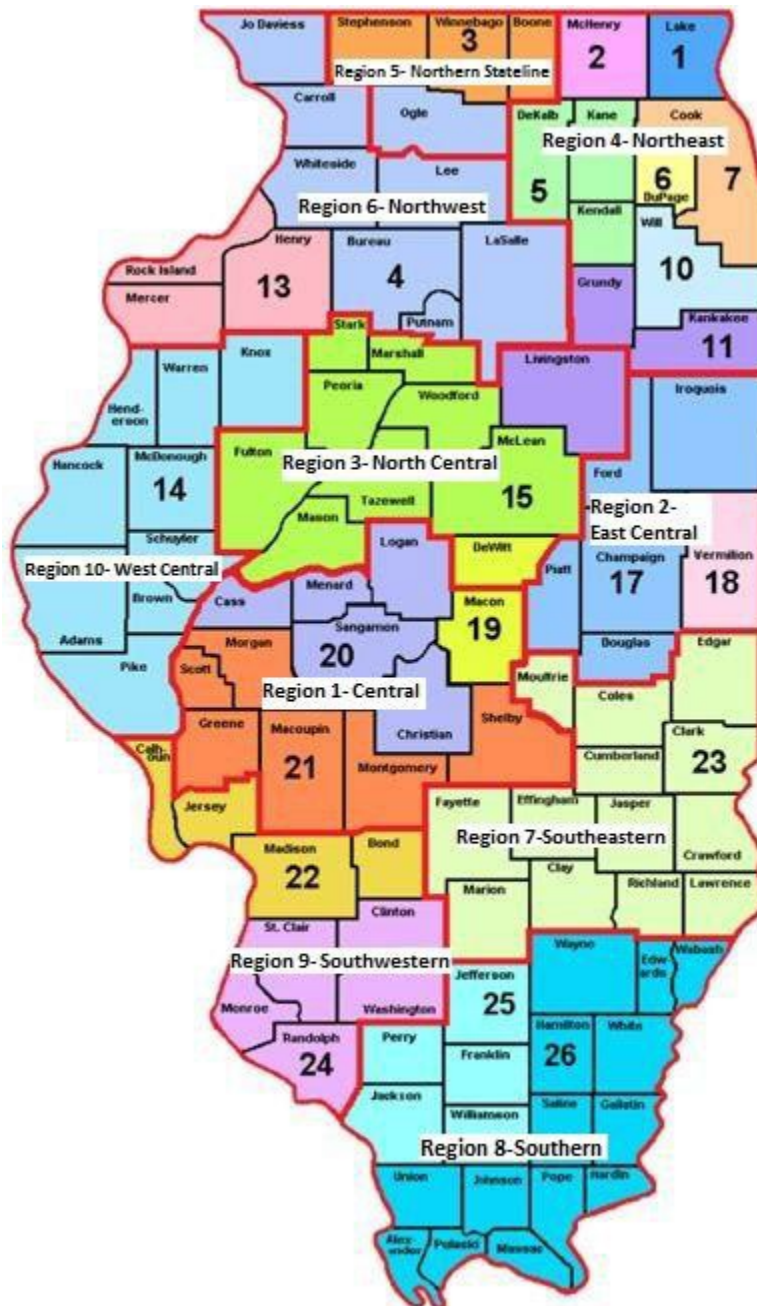 Jo Daviess
Stephenson
Winnebago
Boone
McHenry
Lake
3
2
1
Region 5- Northern Stateline
Carroll
Ogle
DeKalb
Kane
Cook
Region 4- Northeast
Whiteside
Lee
5
6
7
DuPage
Region 6- Northwest
Kendall
Will
Henry
Bureau
LaSalle
Rock Island
13
4
Grundy
10
Mercer
Putnam
Kankakee
11
Stark
Marshall
Knox
Warren
Livingston
Peoria
Woodford
Iroquois
Hend-
erson
McLean
Hancock
McDonough
Fulton
Region 3- North Central
Ford
14
Tazewell
15
Mason
Region 2-
East Central
Schuyler
Logan
DeWitt
Champaign
Vermilion
Region 10- West Central
Menard
Piatt
17
18
Brown
Cass
Macon
Sangamon
19
Adams
Morgan
20
Douglas
Edgar
Pike
Scott
Moultrie
Region 1- Central
Coles
Greene
Macoupin
Shelby
Christian
Clark
Calh-
oun
21
Cumberland
23
Montgomery
Jersey
Fayette
Effingham
Jasper
Region 7-Southeastern
Madison
Bond
Crawford
22
Clay
Marion
Richland
Lawrence
Clinton
St. Clair
Wayne
Wabash
Region 9- Southwestern
Edw
ards
Jefferson
Monroe
Washington
25
Randolph
Hamilton
White
Perry
24
Franklin
26
Jackson
Williamson
Saline
Gallatin
Region 8-Southern
Union
Johnson
Pope
Hardin
Alex-
ander
Pulaski
Massac